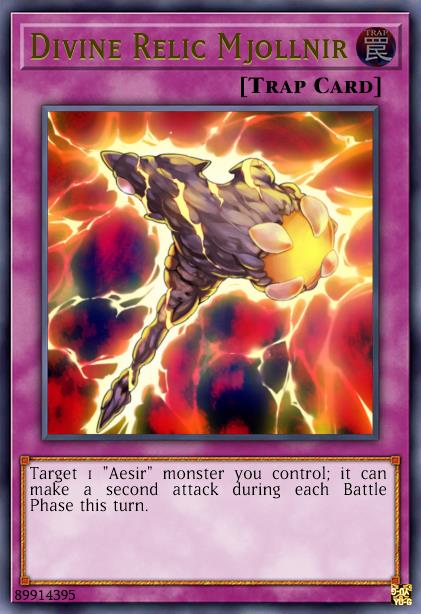 Divine Relic Mjollnir
TRAP
罠
[Trap Card]
Target 1 "Aesir" monster you control; it can
make a second attack during each Battle
Phase this turn.
89914395